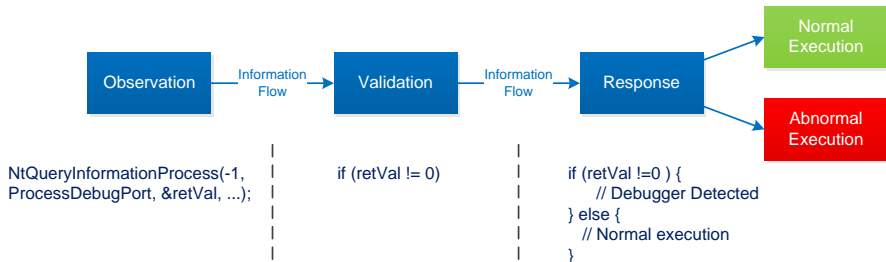 Observation
Information
Flow
Validation
Information
Flow
Response
Normal
Execution
Abnormal
Execution
NtQueryInformationProcess(-1,
ProcessDebugPort, &retVal, ...);
if (retVal != 0)
if (retVal !=0 ) {
// Debugger Detected
} else {
// Normal execution
}